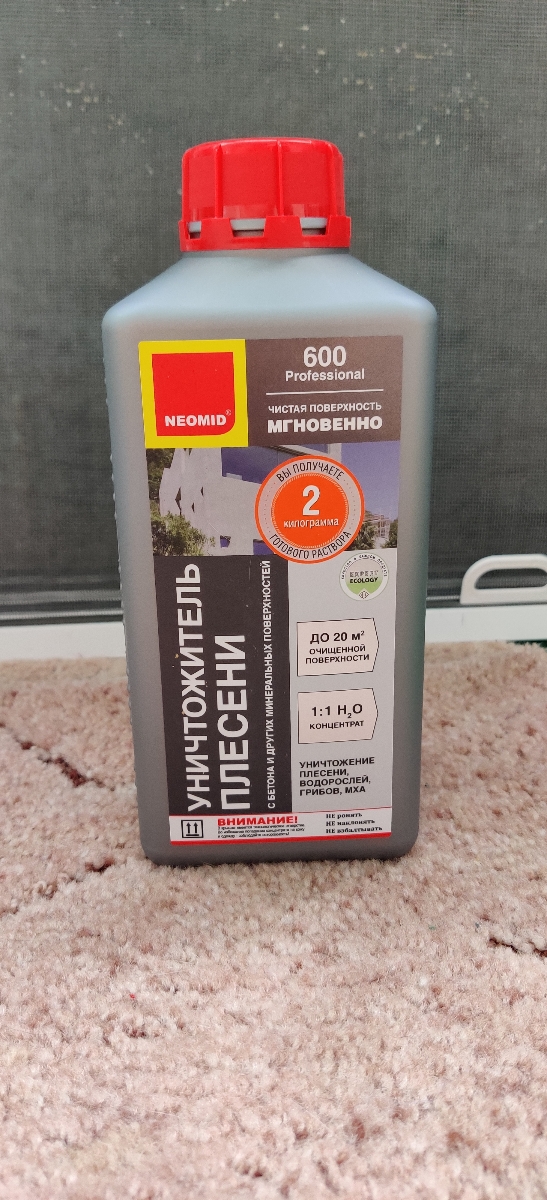 NEOMID®
600
Professional
ЧИСТАЯ ПОВЕРХНОСТЬ
МГНОВЕННО
ВЫ ПОЛУЧАЕТЕ
2
килограмма
ГОТОВОГО РАСТВОРА
EXPERT
ECOLOGY
УНИЧТОЖИТЕЛЬ
ПЛЕСЕНИ
С БЕТОНА И ДРУГИХ МИНЕРАЛЬНЫХ ПОВЕРХНОСТЕЙ
ДО 20 м²
ОЧИЩЕННОЙ
ПОВЕРХНОСТИ
1:1 H₂O
КОНЦЕНТРАТ
УНИЧТОЖЕНИЕ
ПЛЕСЕНИ,
ВОДОРОСЛЕЙ,
ГРИБОВ, МХА
ВНИМАНИЕ!
НЕ ронять
НЕ наклонять
НЕ взбалтывать